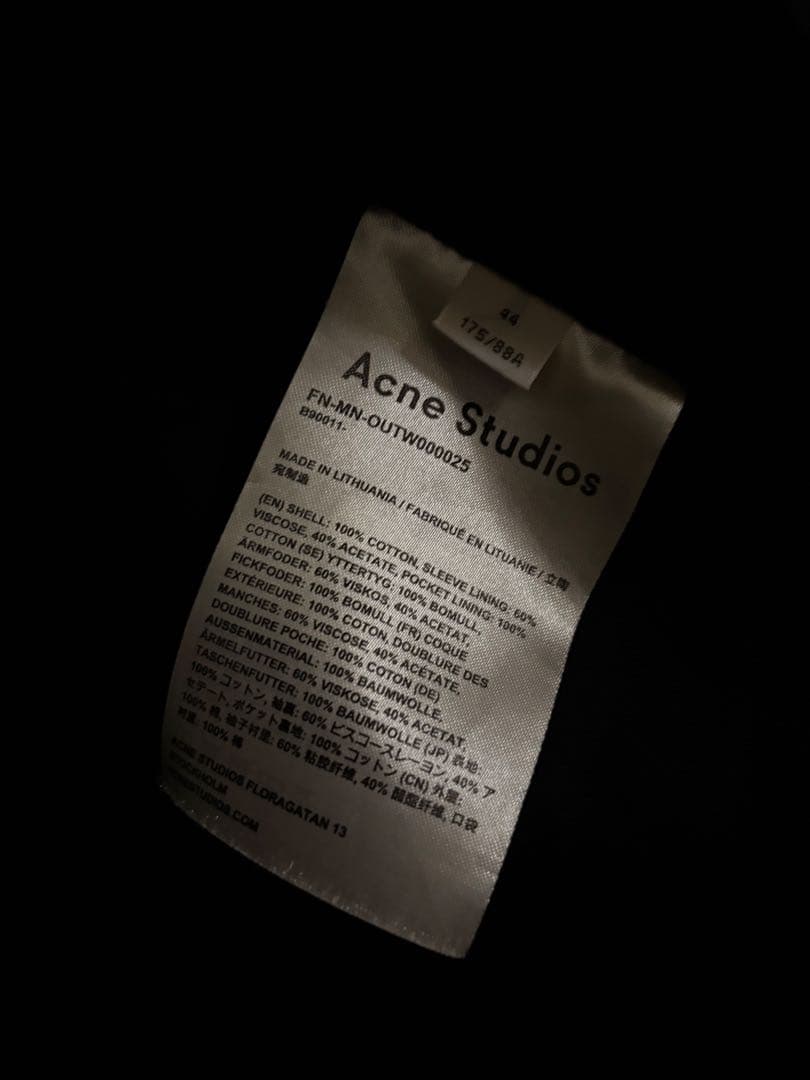 44
175/88A
Acne Studios
FN-MN-OUTW000025
B90011-
MADE IN LITHUANIA / FABRIQUÉ EN LITUANIE / 立陶
宛制造
(EN) SHELL: 100% COTTON, SLEEVE LINING: 60%
VISCOSE, 40% ACETATE, POCKET LINING: 100%
COTTON (SE) YTTERTYG: 100% BOMULL,
ÄRMFODER: 60% VISKOS, 40% ACETAT,
FICKFODER: 100% BOMULL (FR) COQUE
EXTÉRIEURE: 100% COTON, DOUBLURE DES
MANCHES: 60% VISCOSE, 40% ACÉTATE,
DOUBLURE POCHE: 100% COTON (DE)
AUSSENMATERIAL: 100% BAUMWOLLE,
ÄRMELFUTTER: 60% VISKOSE, 40% ACETAT,
TASCHENFUTTER: 100% BAUMWOLLE (JP) 表地:
100% コットン, 袖裏: 60% ビスコースレーヨン, 40% ア
セテート, ポケット裏地: 100% コットン (CN) 外層:
100% 棉, 袖子衬里: 60% 粘胶纤维, 40% 醋酯纤维, 口袋
衬里: 100% 棉
ACNE STUDIOS FLORAGATAN 13
STOCKHOLM
ACNESTUDIOS.COM